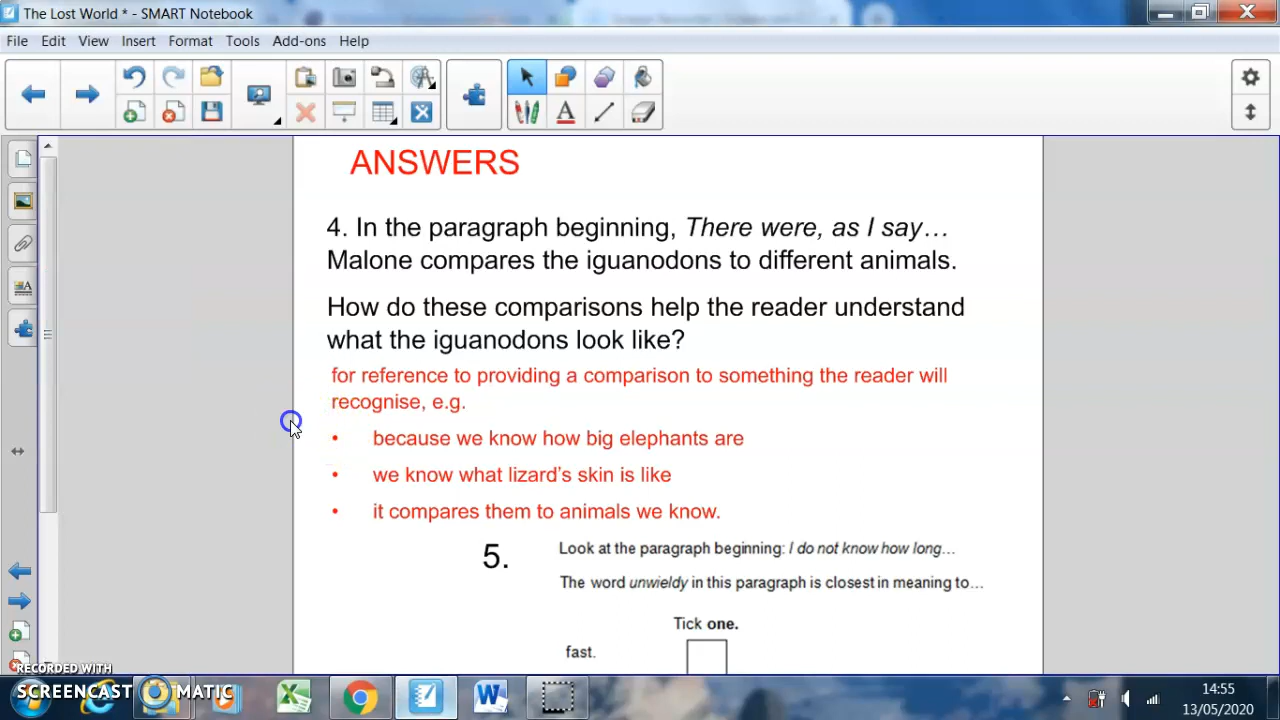 The Lost World * - SMART Notebook
File Edit View Insert Format Tools Add-ons Help
ANSWERS
4. In the paragraph beginning, There were, as I say…
Malone compares the iguanodons to different animals.
How do these comparisons help the reader understand
what the iguanodons look like?
for reference to providing a comparison to something the reader will
recognise, e.g.
• because we know how big elephants are
• we know what lizard's skin is like
• it compares them to animals we know.
5. Look at the paragraph beginning: I do not know how long…
The word unwieldy in this paragraph is closest in meaning to…
Tick one.
fast.
RECORDED WITH
SCREENCAST MATIC
14:55
13/05/2020